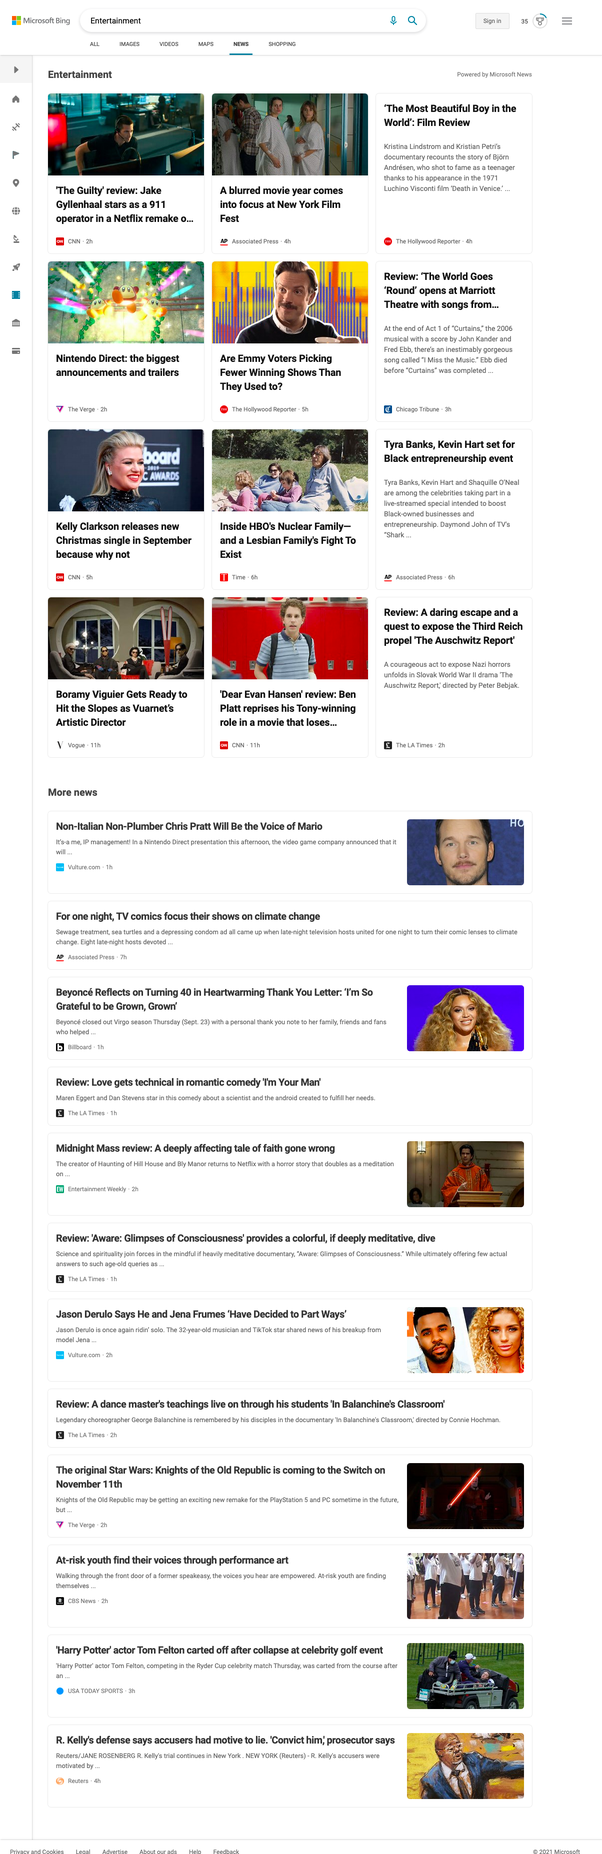 Microsoft Bing
Entertainment
Sign in
35
ALL IMAGES VIDEOS MAPS NEWS SHOPPING
Entertainment
Powered by Microsoft News
'The Guilty' review: Jake
Gyllenhaal stars as a 911
operator in a Netflix remake o...
CNN · 2h
A blurred movie year comes
into focus at New York Film
Fest
AP Associated Press · 4h
‘The Most Beautiful Boy in the
World’: Film Review
Kristina Lindstrom and Kristian Petri’s
documentary recounts the story of Björn
Andrésen, who shot to fame as a teenager
thanks to his appearance in the 1971
Luchino Visconti film ‘Death in Venice.’ ...
The Hollywood Reporter · 4h
Nintendo Direct: the biggest
announcements and trailers
The Verge · 2h
Are Emmy Voters Picking
Fewer Winning Shows Than
They Used to?
The Hollywood Reporter · 5h
Review: ‘The World Goes
‘Round’ opens at Marriott
Theatre with songs from...
At the end of Act 1 of “Curtains,” the 2006
musical with a score by John Kander and
Fred Ebb, there’s an inestimably gorgeous
song called “I Miss the Music.” Ebb died
before “Curtains” was completed ...
Chicago Tribune · 3h
board
2019
C AWARDS
Kelly Clarkson releases new
Christmas single in September
because why not
CNN · 5h
Inside HBO's Nuclear Family—
and a Lesbian Family's Fight To
Exist
Time · 6h
Tyra Banks, Kevin Hart set for
Black entrepreneurship event
Tyra Banks, Kevin Hart and Shaquille O’Neal
are among the celebrities taking part in a
live-streamed special intended to boost
Black-owned businesses and
entrepreneurship. Daymond John of TV’s
“Shark ...
AP Associated Press · 6h
Boramy Viguier Gets Ready to
Hit the Slopes as Vuarnet’s
Artistic Director
V Vogue · 11h
'Dear Evan Hansen' review: Ben
Platt reprises his Tony-winning
role in a movie that loses...
CNN · 11h
Review: A daring escape and a
quest to expose the Third Reich
propel 'The Auschwitz Report'
A courageous act to expose Nazi horrors
unfolds in Slovak World War II drama 'The
Auschwitz Report,' directed by Peter Bebjak.
The LA Times · 2h
More news
Non-Italian Non-Plumber Chris Pratt Will Be the Voice of Mario
It’s-a me, IP management! In a Nintendo Direct presentation this afternoon, the video game company announced that it
will ...
Vulture.com · 1h
HO
For one night, TV comics focus their shows on climate change
Sewage treatment, sea turtles and a depressing condom ad all came up when late-night television hosts united for one night to turn their comic lenses to climate
change. Eight late-night hosts devoted ...
AP Associated Press · 7h
Beyoncé Reflects on Turning 40 in Heartwarming Thank You Letter: ‘I’m So
Grateful to be Grown, Grown’
Beyoncé closed out Virgo season Thursday (Sept. 23) with a personal thank you note to her family, friends and fans
who helped ...
Billboard · 1h
Review: Love gets technical in romantic comedy 'I'm Your Man'
Maren Eggert and Dan Stevens star in this comedy about a scientist and the android created to fulfill her needs.
The LA Times · 1h
Midnight Mass review: A deeply affecting tale of faith gone wrong
The creator of Haunting of Hill House and Bly Manor returns to Netflix with a horror story that doubles as a meditation
on ...
Entertainment Weekly · 2h
Review: 'Aware: Glimpses of Consciousness' provides a colorful, if deeply meditative, dive
Science and spirituality join forces in the mindful if heavily meditative documentary, “Aware: Glimpses of Consciousness.” While ultimately offering few actual
answers to such age-old queries as ...
The LA Times · 1h
Jason Derulo Says He and Jena Frumes ‘Have Decided to Part Ways’
Jason Derulo is once again ridin’ solo. The 32-year-old musician and TikTok star shared news of his breakup from
model Jena ...
Vulture.com · 2h
Review: A dance master's teachings live on through his students 'In Balanchine's Classroom'
Legendary choreographer George Balanchine is remembered by his disciples in the documentary 'In Balanchine's Classroom,' directed by Connie Hochman.
The LA Times · 2h
The original Star Wars: Knights of the Old Republic is coming to the Switch on
November 11th
Knights of the Old Republic may be getting an exciting new remake for the PlayStation 5 and PC sometime in the future,
but ...
The Verge · 2h
At-risk youth find their voices through performance art
Walking through the front door of a former speakeasy, the voices you hear are empowered. At-risk youth are finding
themselves ...
CBS News · 2h
'Harry Potter' actor Tom Felton carted off after collapse at celebrity golf event
'Harry Potter' actor Tom Felton, competing in the Ryder Cup celebrity match Thursday, was carted from the course after
an ...
USA TODAY SPORTS · 3h
R. Kelly's defense says accusers had motive to lie. 'Convict him,' prosecutor says
Reuters/JANE ROSENBERG R. Kelly's trial continues in New York . NEW YORK (Reuters) - R. Kelly's accusers were
motivated by ...
Reuters · 4h
Privacy and Cookies Legal Advertise About our ads Help Feedback
© 2021 Microsoft